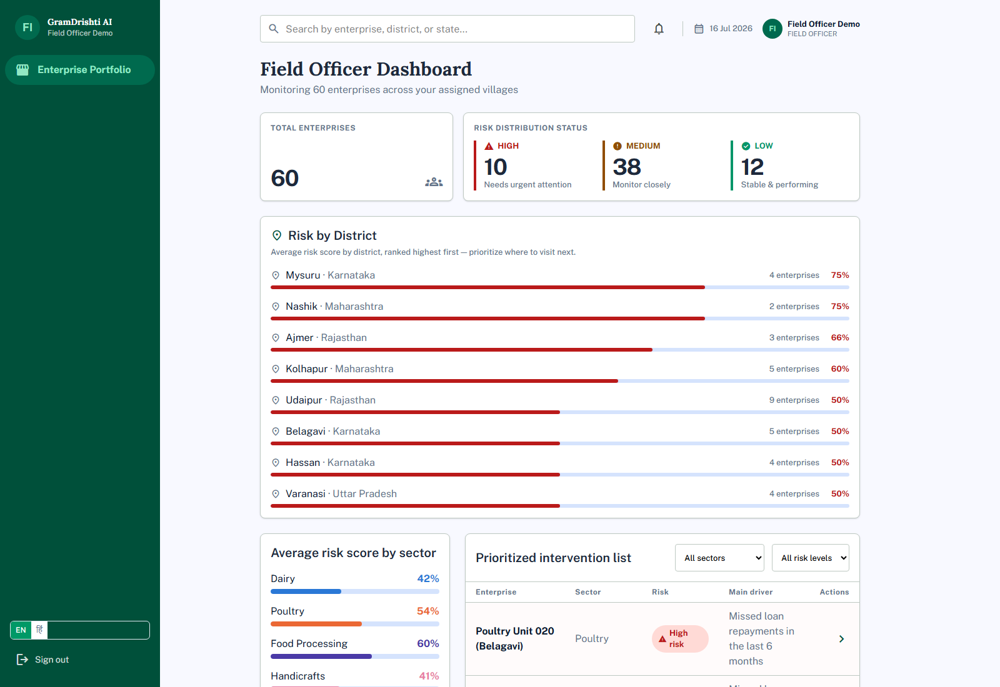 FI
GramDrishti AI
Field Officer Demo
Enterprise Portfolio
EN
हिं
Sign out
Search by enterprise, district, or state...
16 Jul 2026
FI
Field Officer Demo
FIELD OFFICER
Field Officer Dashboard
Monitoring 60 enterprises across your assigned villages
TOTAL ENTERPRISES
60
RISK DISTRIBUTION STATUS
HIGH
10
Needs urgent attention
MEDIUM
38
Monitor closely
LOW
12
Stable & performing
Risk by District
Average risk score by district, ranked highest first — prioritize where to visit next.
Mysuru · Karnataka 4 enterprises 75%
Nashik · Maharashtra 2 enterprises 75%
Ajmer · Rajasthan 3 enterprises 66%
Kolhapur · Maharashtra 5 enterprises 60%
Udaipur · Rajasthan 9 enterprises 50%
Belagavi · Karnataka 5 enterprises 50%
Hassan · Karnataka 4 enterprises 50%
Varanasi · Uttar Pradesh 4 enterprises 50%
Average risk score by sector
Dairy 42%
Poultry 54%
Food Processing 60%
Handicrafts 41%
Prioritized intervention list
All sectors
All risk levels
Enterprise Sector Risk Main driver Actions
Poultry Unit 020
(Belagavi)
Poultry
High
risk
Missed loan
repayments in
the last 6
months